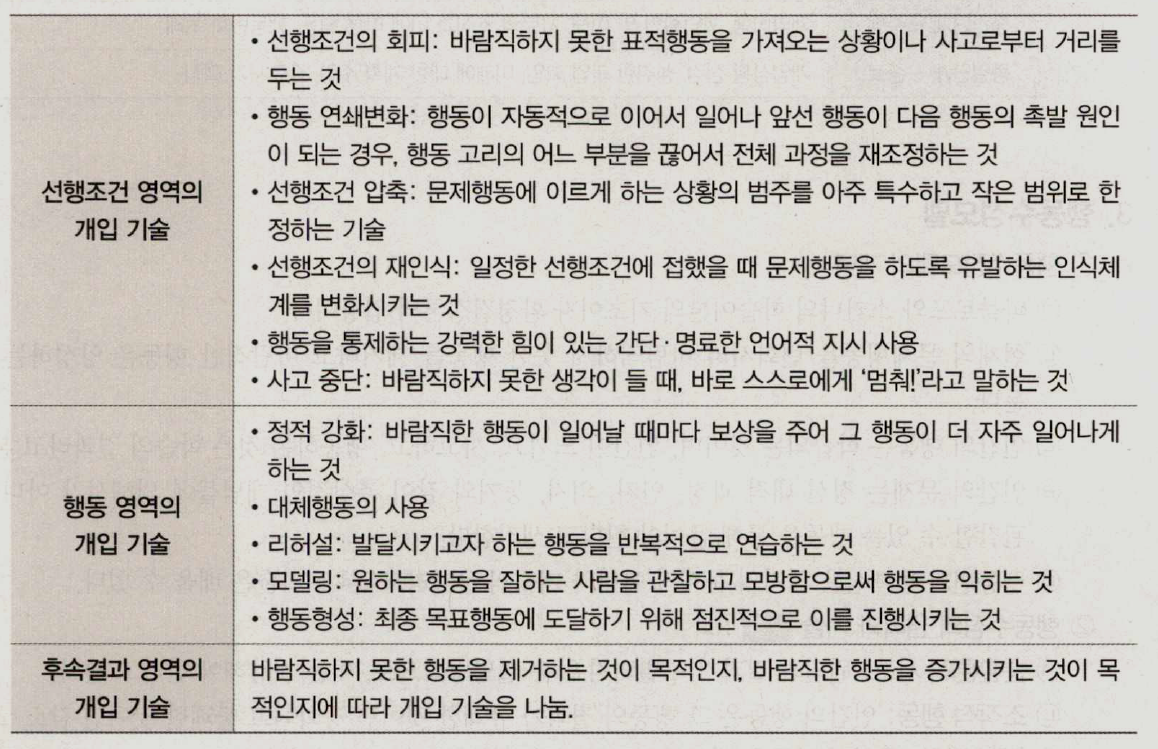 선행조건 영역의
개입 기술
• 선행조건의 회피: 바람직하지 못한 표적행동을 가져오는 상황이나 사고로부터 거리를
두는 것
• 행동 연쇄변화: 행동이 자동적으로 이어서 일어나 앞선 행동이 다음 행동의 촉발 원인
이 되는 경우, 행동 고리의 어느 부분을 끊어서 전체 과정을 재조정하는 것
• 선행조건 압축: 문제행동에 이르게 하는 상황의 범주를 아주 특수하고 작은 범위로 한
정하는 기술
• 선행조건의 재인식: 일정한 선행조건에 접했을 때 문제행동을 하도록 유발하는 인식체
계를 변화시키는 것
• 행동을 통제하는 강력한 힘이 있는 간단·명료한 언어적 지시 사용
• 사고 중단: 바람직하지 못한 생각이 들 때, 바로 스스로에게 '멈춰!'라고 말하는 것
행동 영역의
개입 기술
• 정적 강화: 바람직한 행동이 일어날 때마다 보상을 주어 그 행동이 더 자주 일어나게
하는 것
• 대체행동의 사용
• 리허설: 발달시키고자 하는 행동을 반복적으로 연습하는 것
• 모델링: 원하는 행동을 잘하는 사람을 관찰하고 모방함으로써 행동을 익히는 것
• 행동형성: 최종 목표행동에 도달하기 위해 점진적으로 이를 진행시키는 것
후속결과 영역의
개입 기술
바람직하지 못한 행동을 제거하는 것이 목적인지, 바람직한 행동을 증가시키는 것이 목
적인지에 따라 개입 기술을 나눔.